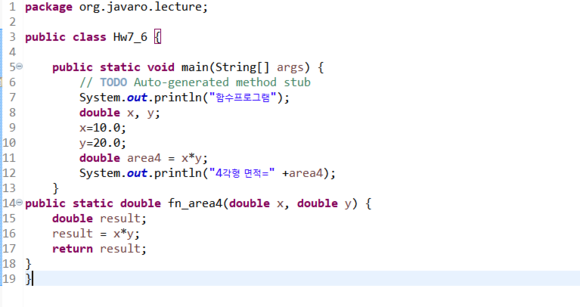 1 package org.javaro.lecture;
2
3 public class Hw7_6 {
4
5 public static void main(String[] args) {
6 // TODO Auto-generated method stub
7 System.out.println("함수프로그램");
8 double x, y;
9 x=10.0;
10 y=20.0;
11 double area4 = x*y;
12 System.out.println("4각형 면적=" +area4);
13 }
14 public static double fn_area4(double x, double y) {
15 double result;
16 result = x*y;
17 return result;
18 }
19 }